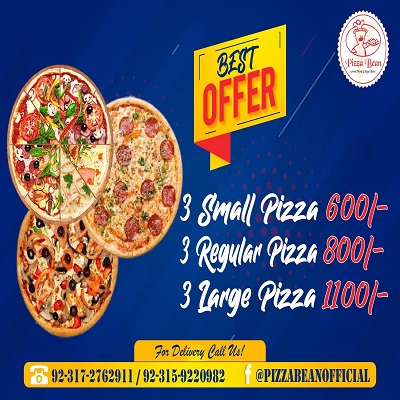 Pizza Bean
BEST
OFFER
3 Small Pizza 600/-
3 Regular Pizza 800/-
3 Large Pizza 1100/-
For Delivery Call Us!
92-317-2762911 / 92-315-9220982
f @PIZZABEANOFFICIAL